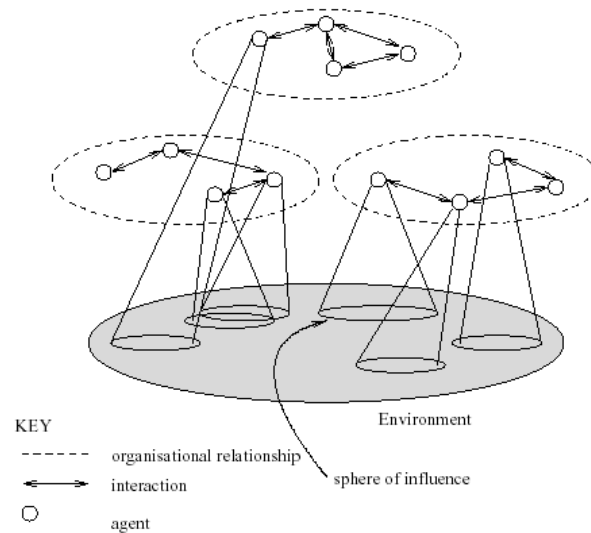 Environment
KEY
organisational relationship
sphere of influence
interaction
agent